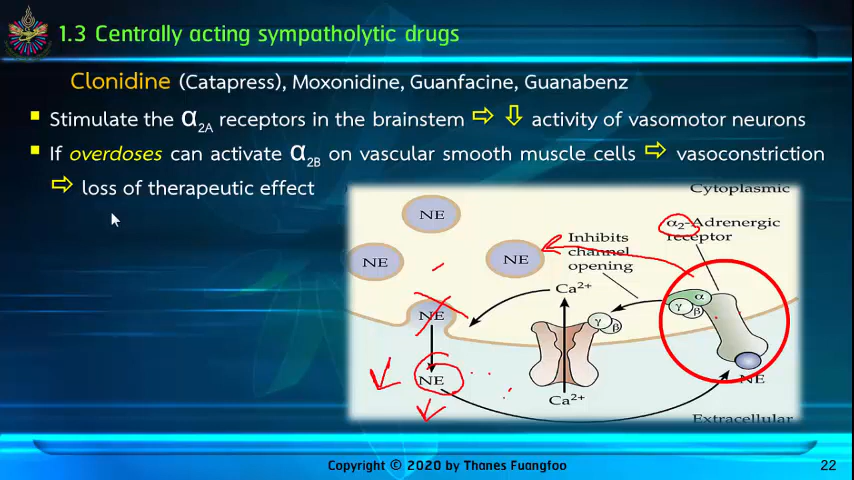 1.3 Centrally acting sympatholytic drugs
Clonidine (Catapress), Moxonidine, Guanfacine, Guanabenz
Stimulate the α2A receptors in the brainstem ⇨ ⇩ activity of vasomotor neurons
If overdoses can activate α2B on vascular smooth muscle cells ⇨ vasoconstriction
⇨ loss of therapeutic effect
Cytoplasmic
NE
α2-Adrenergic
receptor
Inhibits
channel
opening
NE
NE
Ca2+
α
γ
β
NE
γ
β
NE
NE
Ca2+
Extracellular
Copyright © 2020 by Thanes Fuangfoo
22